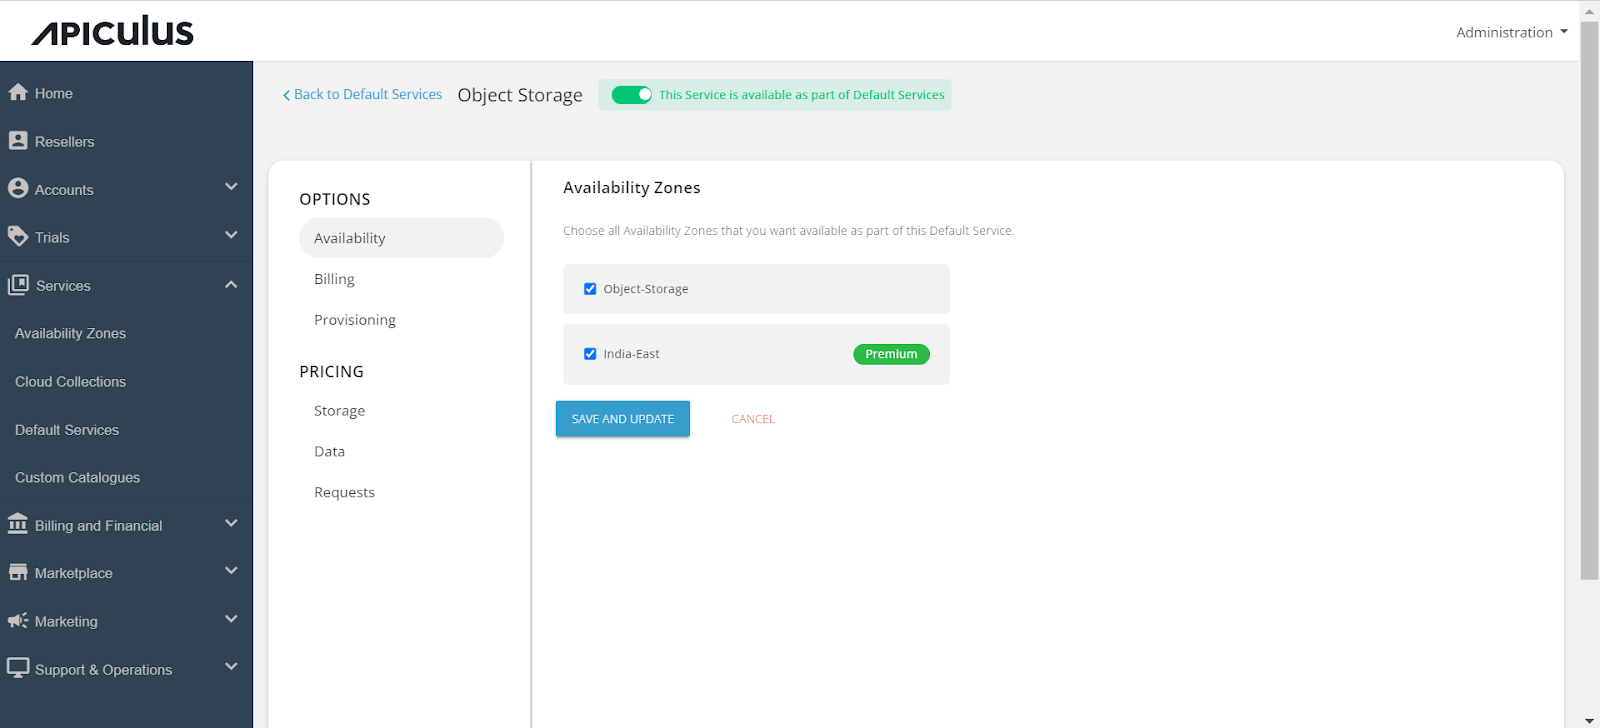 APICULUS
Administration
Home
Resellers
Accounts
Trials
Services
Availability Zones
Cloud Collections
Default Services
Custom Catalogues
Billing and Financial
Marketplace
Marketing
Support & Operations
Back to Default Services
Object Storage
This Service is available as part of Default Services
OPTIONS
Availability
Billing
Provisioning
PRICING
Storage
Data
Requests
Availability Zones
Choose all Availability Zones that you want available as part of this Default Service.
Object-Storage
India-East
Premium
SAVE AND UPDATE
CANCEL